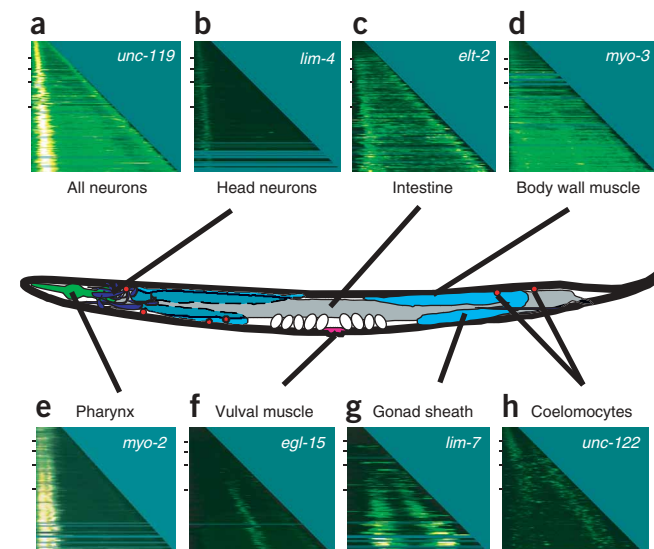 a b c d
unc-119 lim-4 elt-2 myo-3
All neurons Head neurons Intestine Body wall muscle
e Pharynx f Vulval muscle g Gonad sheath h Coelomocytes
myo-2 egl-15 lim-7 unc-122